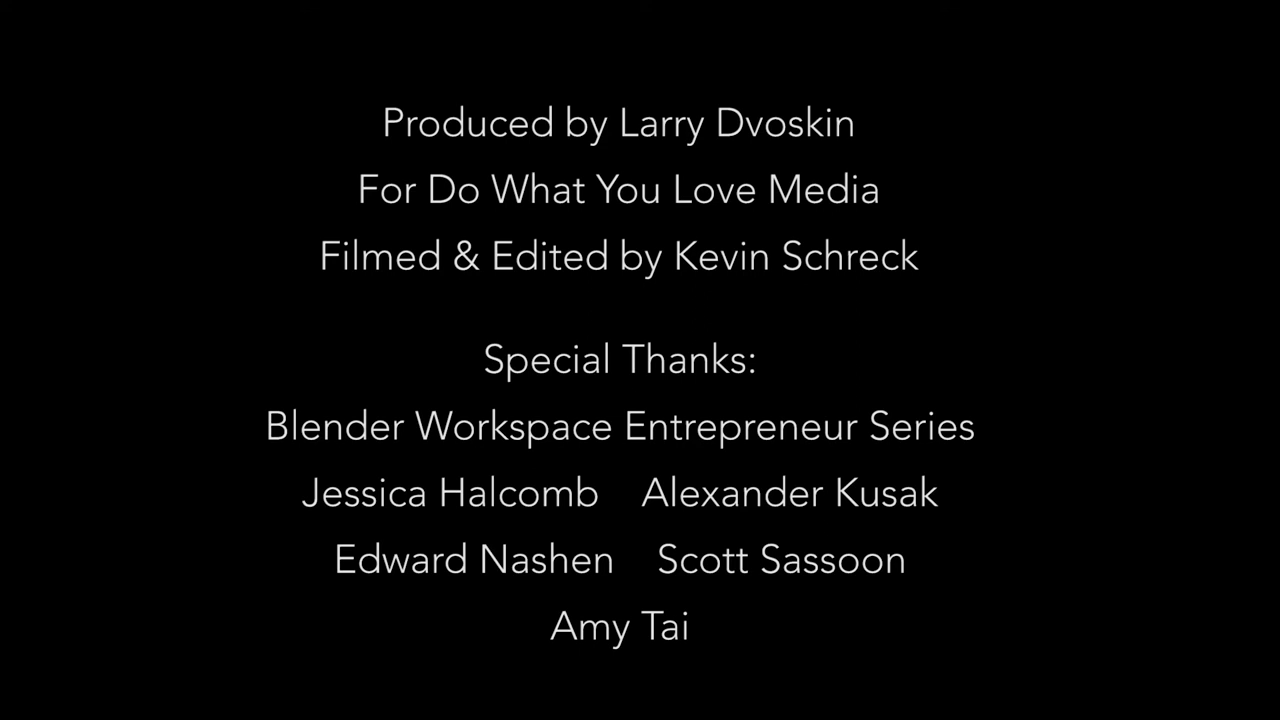 Produced by Larry Dvoskin
For Do What You Love Media
Filmed & Edited by Kevin Schreck
Special Thanks:
Blender Workspace Entrepreneur Series
Jessica Halcomb Alexander Kusak
Edward Nashen Scott Sassoon
Amy Tai